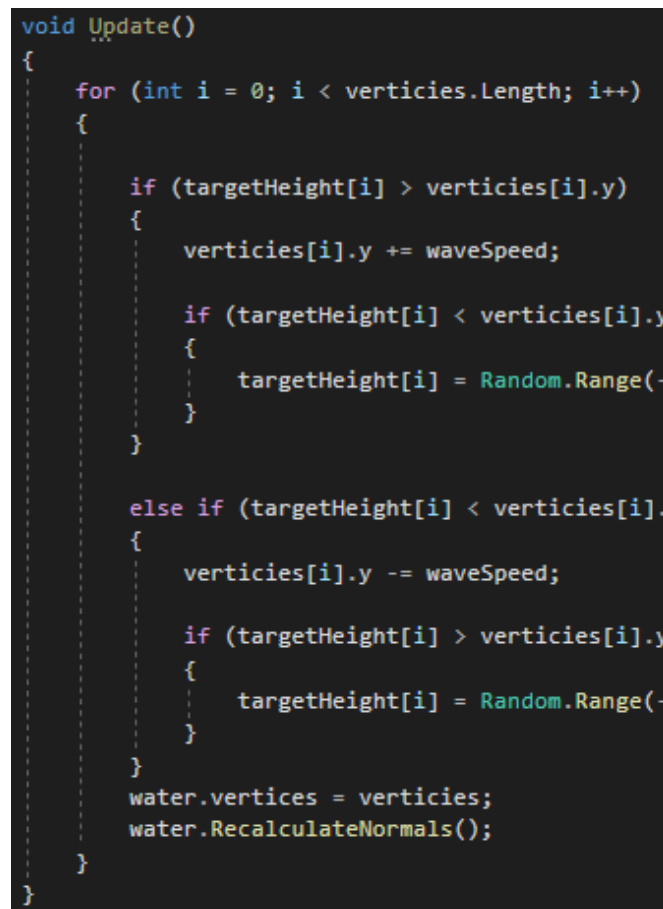 void Update()
{
for (int i = 0; i < verticies.Length; i++)
{
if (targetHeight[i] > verticies[i].y)
{
verticies[i].y += waveSpeed;
if (targetHeight[i] < verticies[i].y
{
targetHeight[i] = Random.Range(-
}
}
else if (targetHeight[i] < verticies[i].
{
verticies[i].y -= waveSpeed;
if (targetHeight[i] > verticies[i].y
{
targetHeight[i] = Random.Range(-
}
}
water.vertices = verticies;
water.RecalculateNormals();
}
}